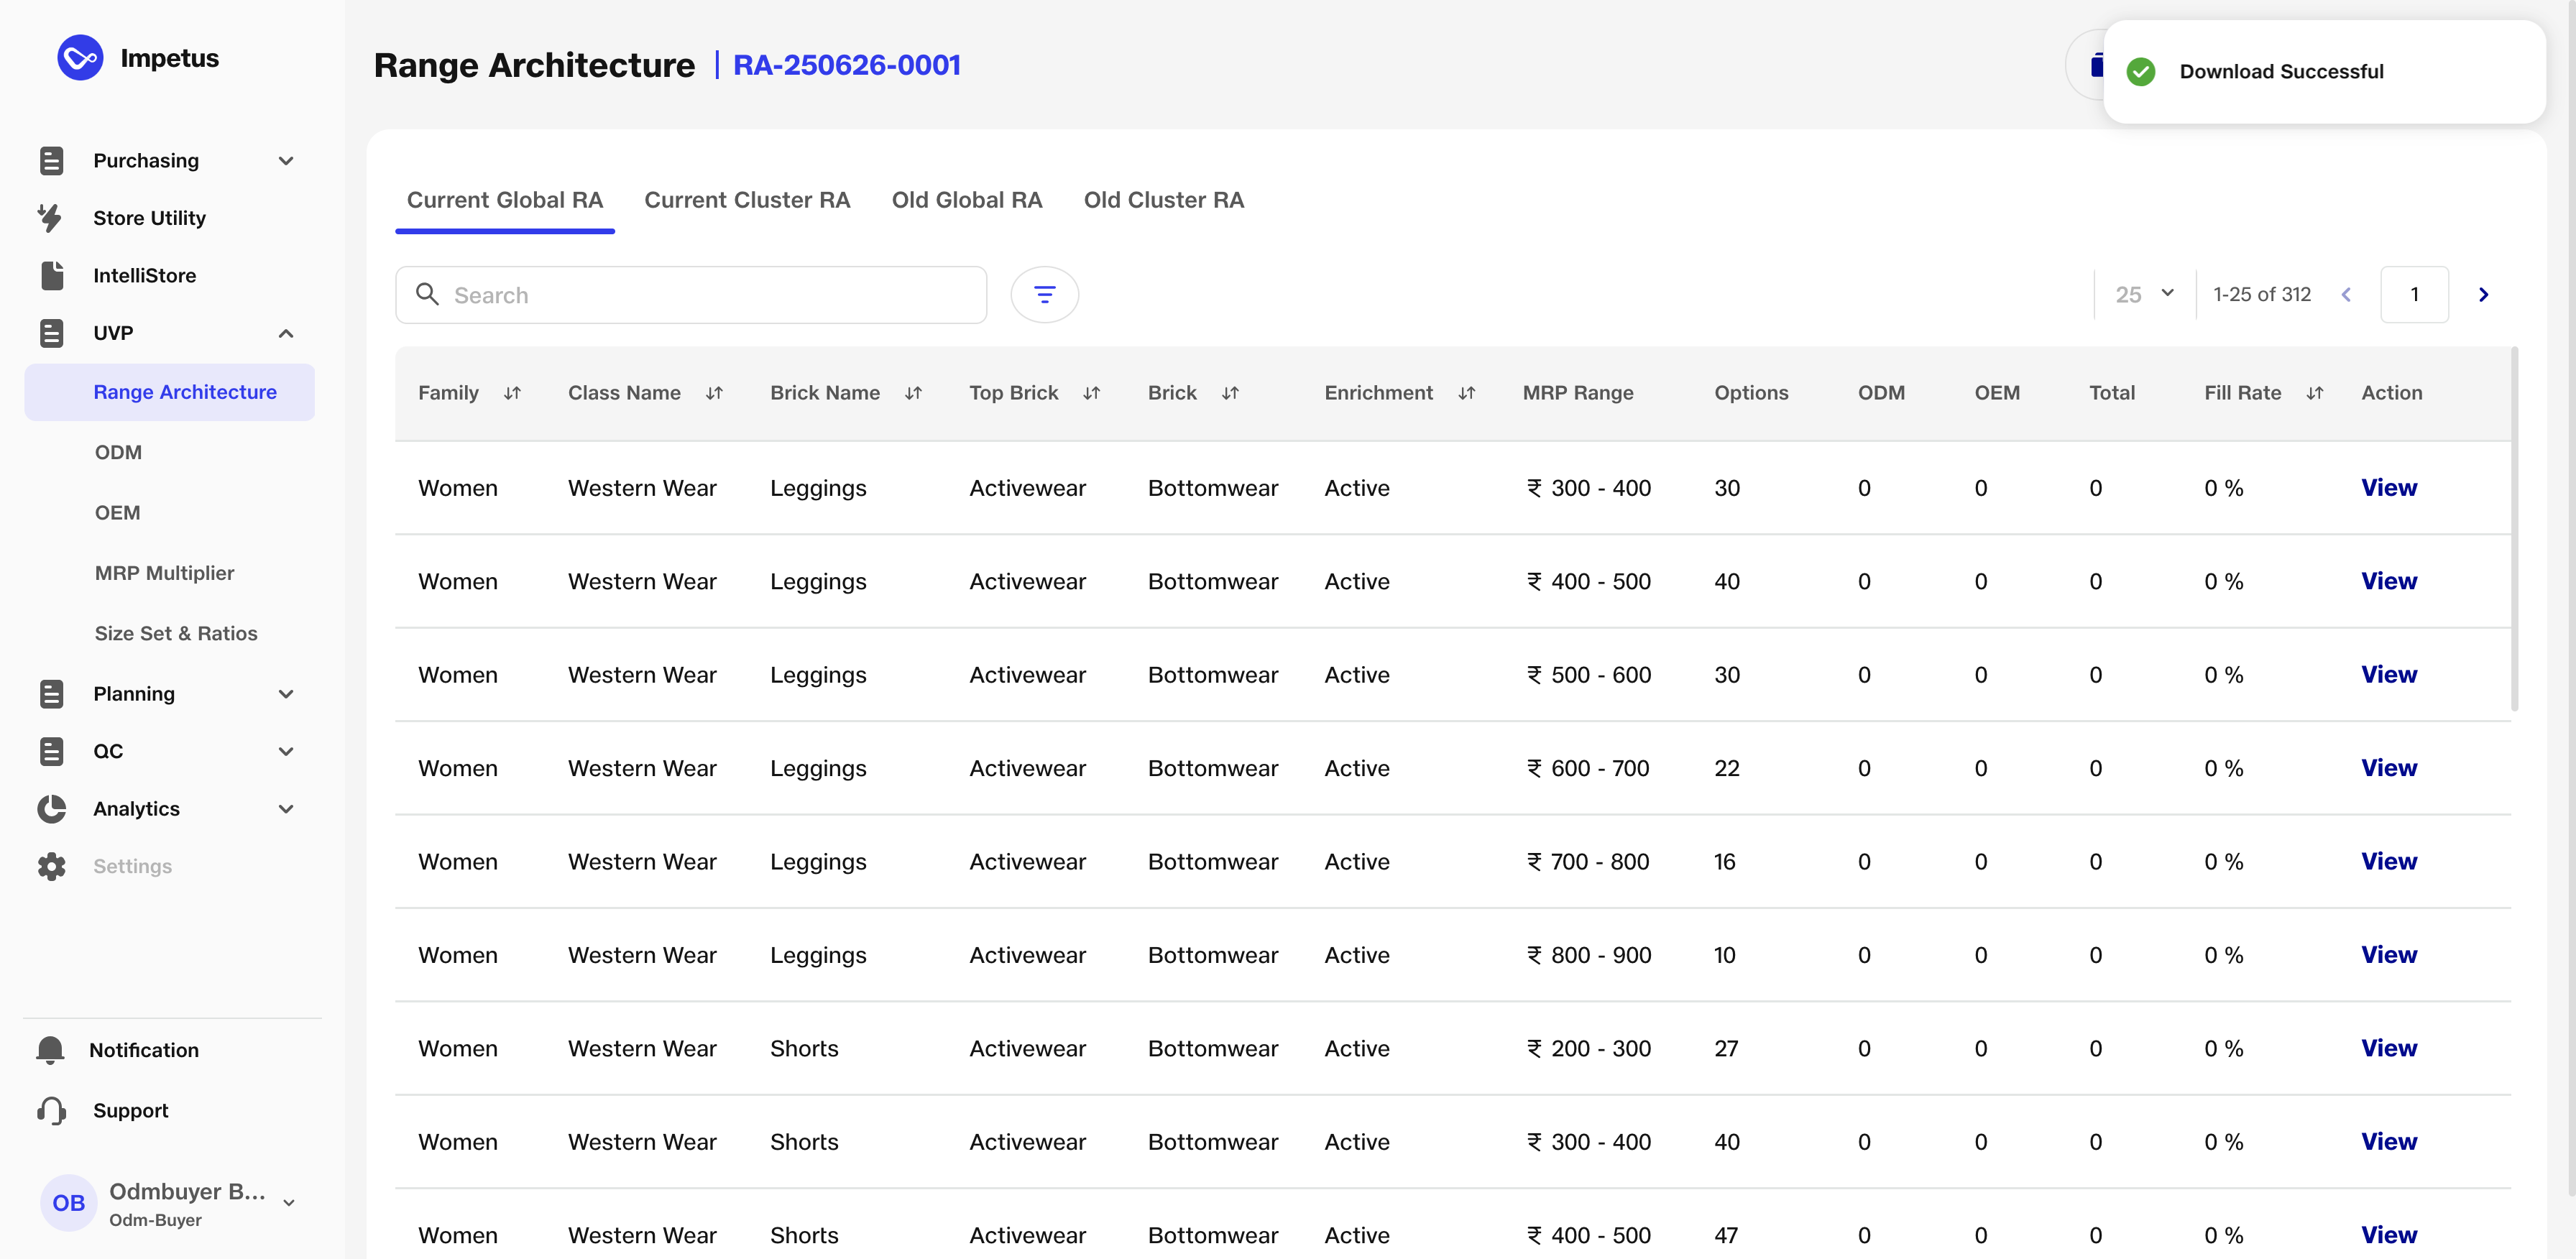 Impetus
Purchasing
Store Utility
IntelliStore
UVP
Range Architecture
ODM
OEM
MRP Multiplier
Size Set & Ratios
Planning
QC
Analytics
Settings
Notification
Support
OB
Odmbuyer B...
Odm-Buyer
Range Architecture | RA-250626-0001
Download Successful
Current Global RA Current Cluster RA Old Global RA Old Cluster RA
Search 25 1-25 of 312 1
Family Class Name Brick Name Top Brick Brick Enrichment MRP Range Options ODM OEM Total Fill Rate Action
Women Western Wear Leggings Activewear Bottomwear Active ₹ 300 - 400 30 0 0 0 0 % View
Women Western Wear Leggings Activewear Bottomwear Active ₹ 400 - 500 40 0 0 0 0 % View
Women Western Wear Leggings Activewear Bottomwear Active ₹ 500 - 600 30 0 0 0 0 % View
Women Western Wear Leggings Activewear Bottomwear Active ₹ 600 - 700 22 0 0 0 0 % View
Women Western Wear Leggings Activewear Bottomwear Active ₹ 700 - 800 16 0 0 0 0 % View
Women Western Wear Leggings Activewear Bottomwear Active ₹ 800 - 900 10 0 0 0 0 % View
Women Western Wear Shorts Activewear Bottomwear Active ₹ 200 - 300 27 0 0 0 0 % View
Women Western Wear Shorts Activewear Bottomwear Active ₹ 300 - 400 40 0 0 0 0 % View
Women Western Wear Shorts Activewear Bottomwear Active ₹ 400 - 500 47 0 0 0 0 % View